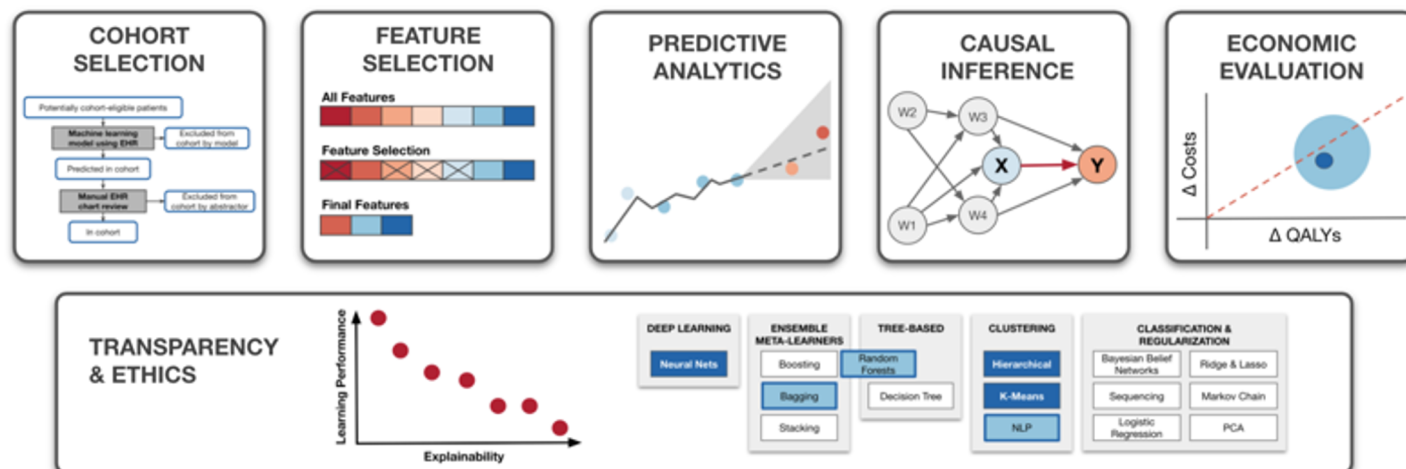 COHORT
SELECTION
Potentially cohort-eligible patients
Machine learning
model using EHR
Excluded from
cohort by model
Predicted in cohort
Manual EHR
chart review
Excluded from
cohort by abstractor
In cohort
FEATURE
SELECTION
All Features
Feature Selection
Final Features
PREDICTIVE
ANALYTICS
CAUSAL
INFERENCE
W2
W3
X
Y
W1
W4
ECONOMIC
EVALUATION
Δ Costs
Δ QALYs
TRANSPARENCY
& ETHICS
Learning Performance
Explainability
DEEP LEARNING
Neural Nets
ENSEMBLE
META-LEARNERS
Boosting
Bagging
Stacking
TREE-BASED
Random
Forests
Decision Tree
CLUSTERING
Hierarchical
K-Means
NLP
CLASSIFICATION &
REGULARIZATION
Bayesian Belief
Networks
Ridge & Lasso
Sequencing
Markov Chain
Logistic
Regression
PCA